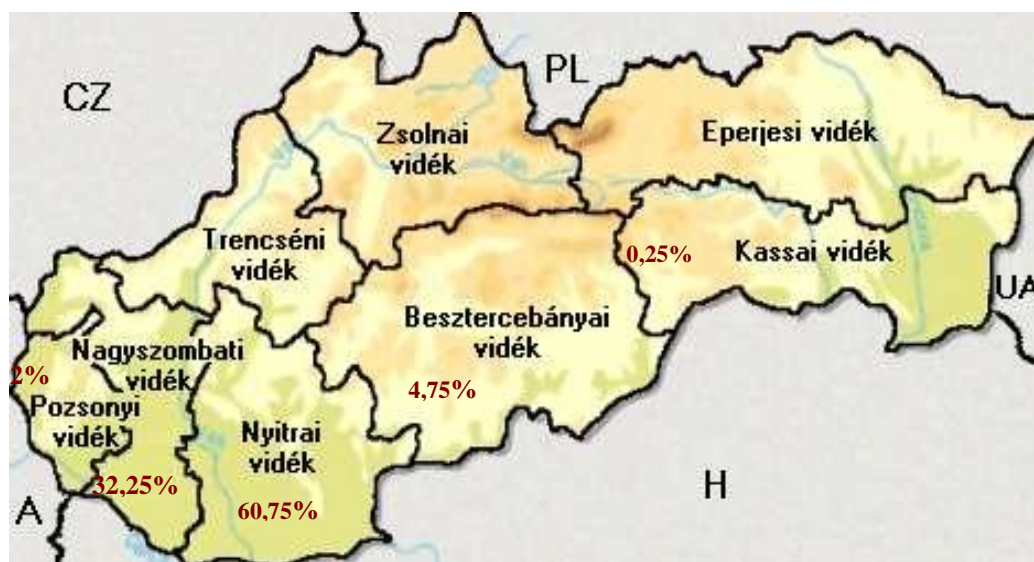 CZ
PL
Zsolnai
vidék
Eperjesi vidék
Trencséni
vidék
0,25%
Kassai vidék
UA
Besztercebányai
vidék
Nagyszombati
vidék
2%
4,75%
Pozsonyi
vidék
Nyitrai
vidék
32,25%
60,75%
H
A